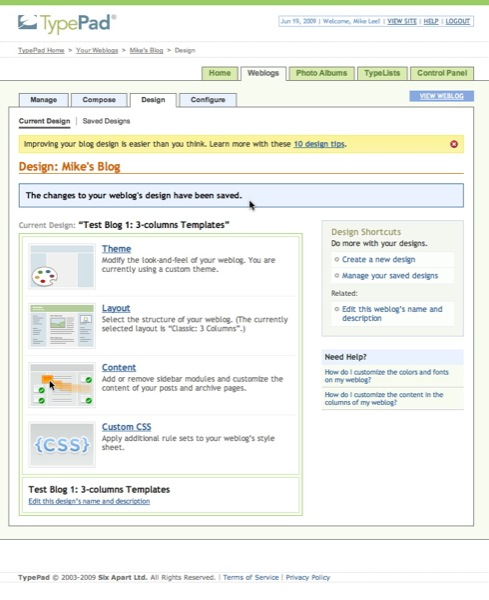 TypePad®
Jun 19, 2009 | Welcome, Mike Lee! | VIEW SITE | HELP | LOGOUT
TypePad Home > Your Weblogs > Mike's Blog > Design
Home Weblogs Photo Albums TypeLists Control Panel
Manage Compose Design Configure
VIEW WEBLOG
Current Design | Saved Designs
Improving your blog design is easier than you think. Learn more with these 10 design tips.
Design: Mike's Blog
The changes to your weblog's design have been saved.
Current Design: “Test Blog 1: 3-columns Templates”
Theme
Modify the look-and-feel of your weblog. You are
currently using a custom theme.
Layout
Select the structure of your weblog. (The currently
selected layout is “Classic: 3 Columns”.)
Content
Add or remove sidebar modules and customize the
content of your posts and archive pages.
{CSS}
Custom CSS
Apply additional rule sets to your weblog's style
sheet.
Test Blog 1: 3-columns Templates
Edit this design's name and description
Design Shortcuts
Do more with your designs.
Create a new design
Manage your saved designs
Related:
Edit this weblog's name and
description
Need Help?
How do I customize the colors and fonts
on my weblog?
How do I customize the content in the
columns of my weblog?
TypePad © 2003-2009 Six Apart Ltd. All Rights Reserved. | Terms of Service | Privacy Policy